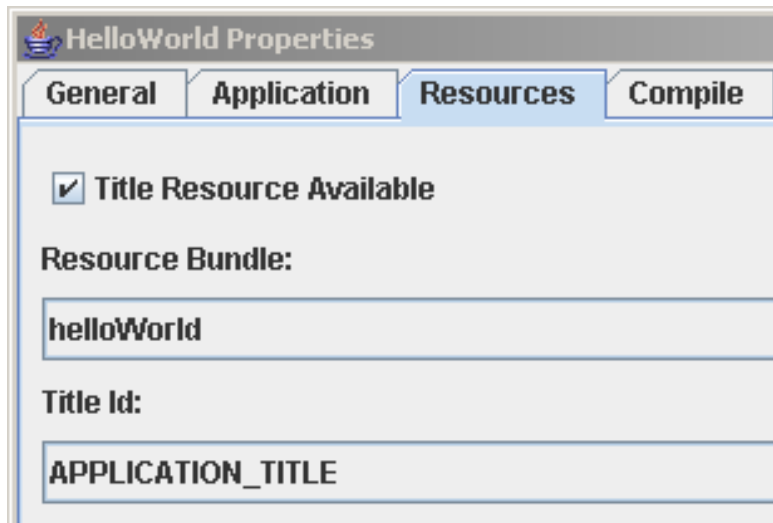 HelloWorld Properties
General Application Resources Compile
Title Resource Available
Resource Bundle:
helloWorld
Title Id:
APPLICATION_TITLE